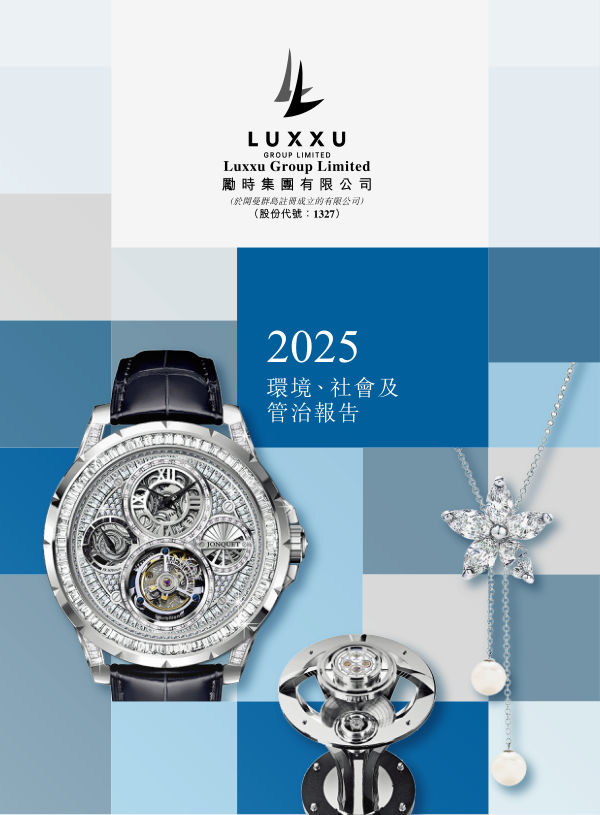 LUXXU
GROUP LIMITED
Luxxu Group Limited
勵時集團有限公司
(於開曼群島註冊成立的有限公司)
（股份代號：1327）
2025
環境、社會及
管治報告
XII
IX
JONQUET